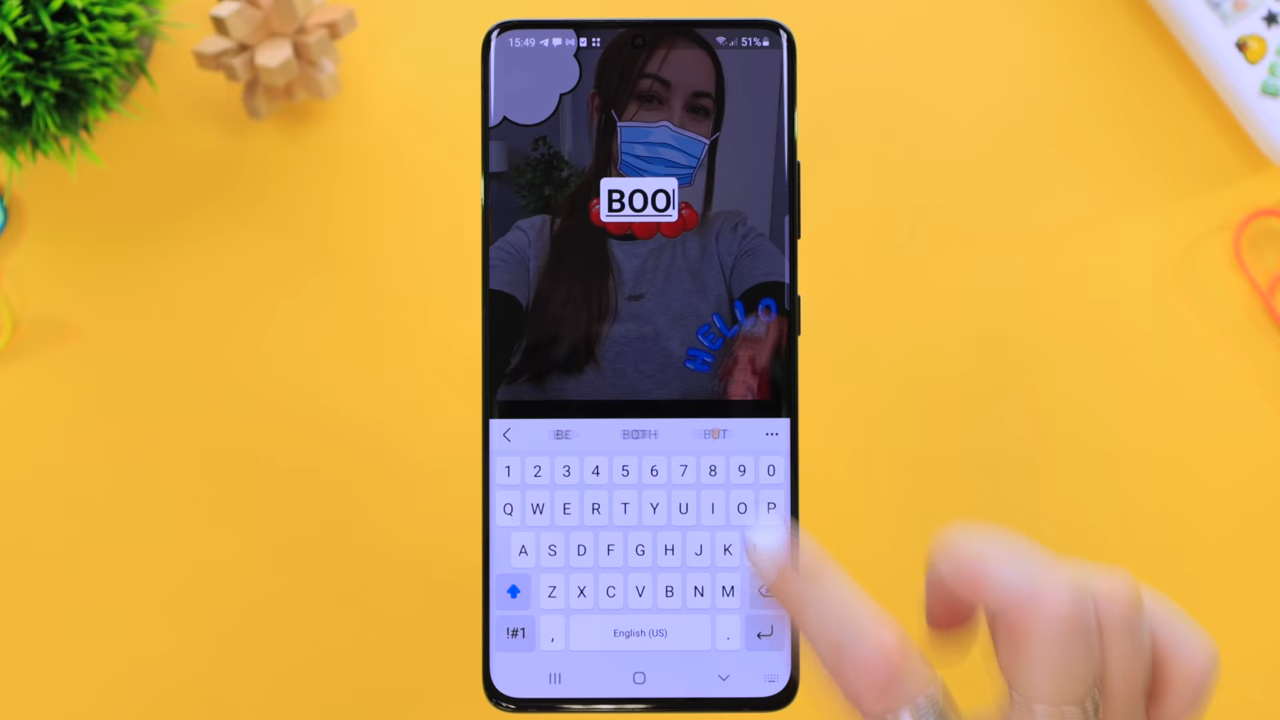 15:49 51%
BOO
HELLO
BE BOTH BUT
1 2 3 4 5 6 7 8 9 0
Q W E R T Y U I O P
A S D F G H J K
Z X C V B N M
!#1 , English (US) .